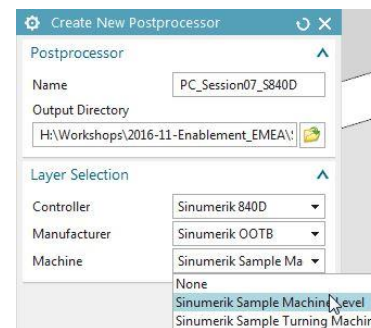 Create New Postprocessor
Postprocessor
Name PC_Session07_S840D
Output Directory
H:\Workshops\2016-11-Enablement_EMEA\
Layer Selection
Controller Sinumerik 840D
Manufacturer Sinumerik OOTB
Machine Sinumerik Sample Ma
None
Sinumerik Sample Machine Level
Sinumerik Sample Turning Machin